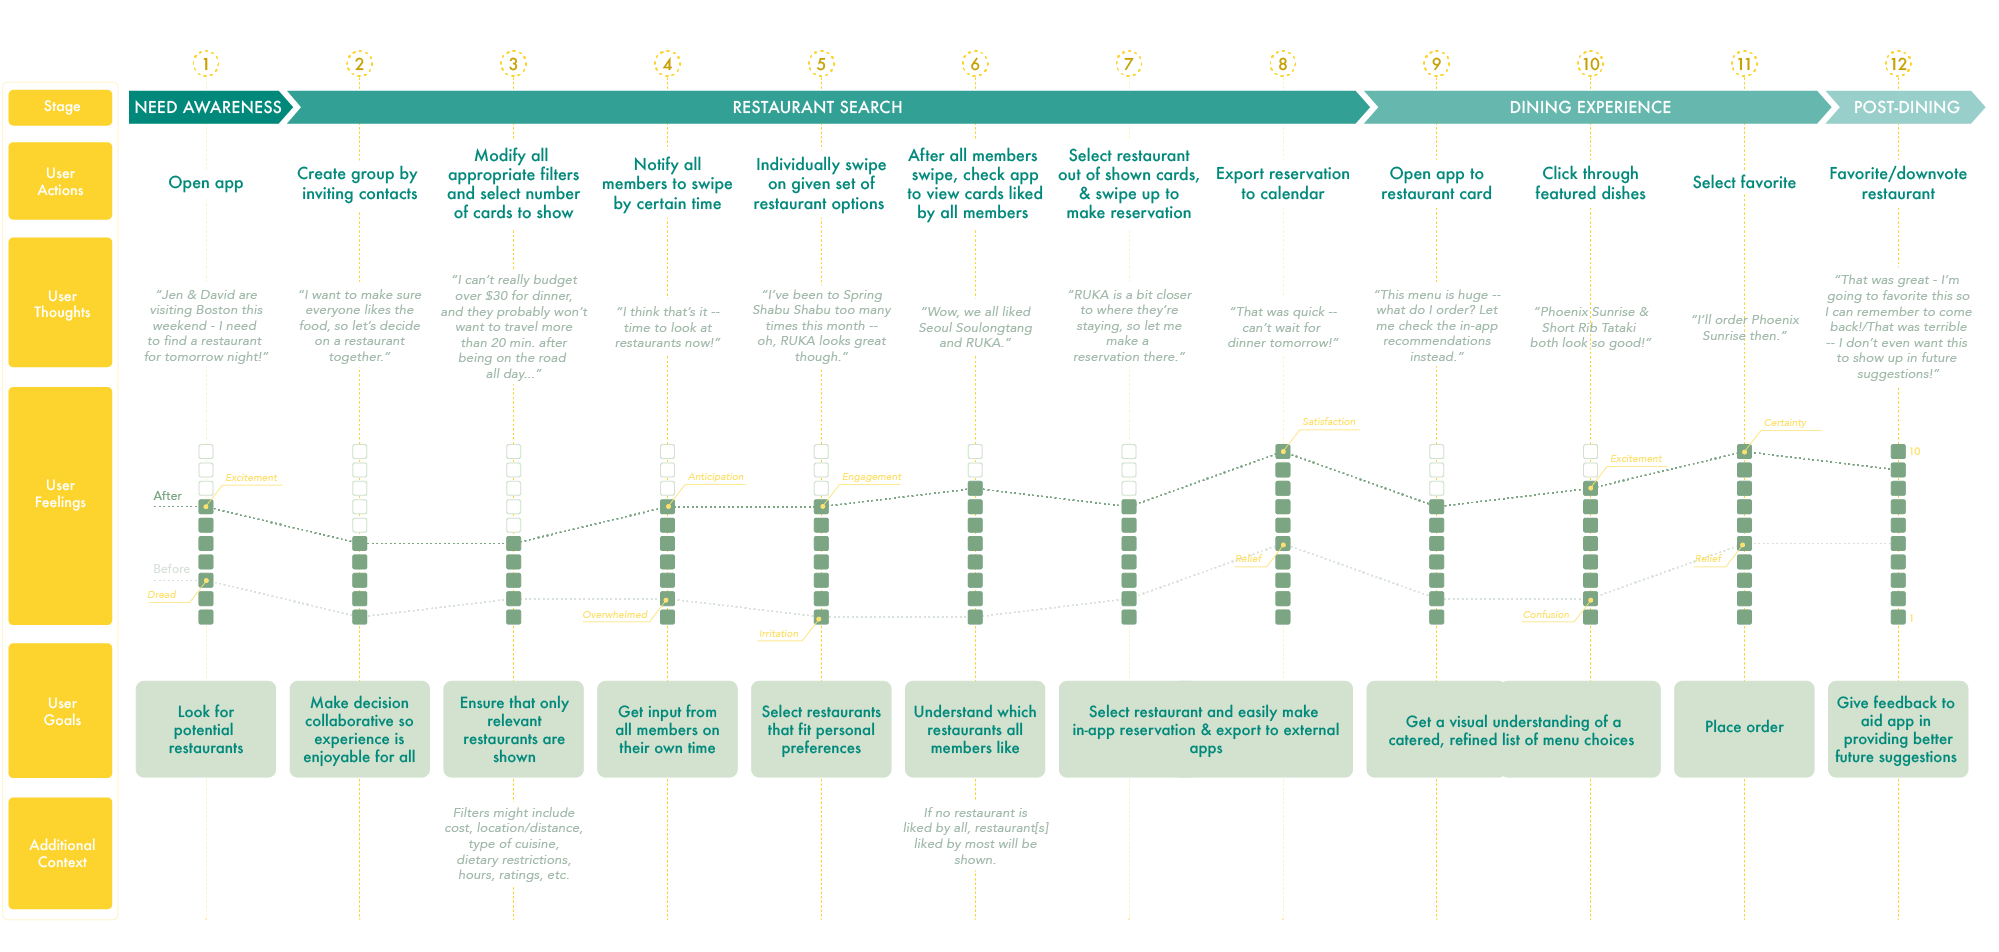 1
2
3
4
5
6
7
8
9
10
11
12
Stage
NEED AWARENESS
RESTAURANT SEARCH
DINING EXPERIENCE
POST-DINING
User
Actions
Open app
Create group by
inviting contacts
Modify all
appropriate filters
and select number
of cards to show
Notify all
members to swipe
by certain time
Individually swipe
on given set of
restaurant options
After all members
swipe, check app
to view cards liked
by all members
Select restaurant
out of shown cards,
& swipe up to
make reservation
Export reservation
to calendar
Open app to
restaurant card
Click through
featured dishes
Select favorite
Favorite/downvote
restaurant
User
Thoughts
“Jen & David are
visiting Boston this
weekend - I need
to find a restaurant
for tomorrow night!”
“I want to make sure
everyone likes the
food, so let’s decide
on a restaurant
together.”
“I can’t really budget
over $30 for dinner,
and they probably won’t
want to travel more
than 20 min. after
being on the road
all day...”
“I think that’s it --
time to look at
restaurants now!”
“I’ve been to Spring
Shabu Shabu too many
times this month --
oh, RUKA looks great
though.”
“Wow, we all liked
Seoul Soulongtang
and RUKA.”
“RUKA is a bit closer
to where they’re
staying, so let me
make a
reservation there.”
“That was quick --
can’t wait for
dinner tomorrow!”
“This menu is huge --
what do I order? Let
me check the in-app
recommendations
instead.”
“Phoenix Sunrise &
Short Rib Tataki
both look so good!”
“I’ll order Phoenix
Sunrise then.”
“That was great - I’m
going to favorite this so
I can remember to come
back!/That was terrible
-- I don’t even want this
to show up in future
suggestions!”
User
Feelings
After
Before
Excitement
Dread
Anticipation
Overwhelmed
Engagement
Irritation
Satisfaction
Relief
Excitement
Confusion
Certainty
Relief
10
1
User
Goals
Look for
potential
restaurants
Make decision
collaborative so
experience is
enjoyable for all
Ensure that only
relevant
restaurants are
shown
Get input from
all members on
their own time
Select restaurants
that fit personal
preferences
Understand which
restaurants all
members like
Select restaurant and easily make
in-app reservation & export to external
apps
Get a visual understanding of a
catered, refined list of menu choices
Place order
Give feedback to
aid app in
providing better
future suggestions
Additional
Context
Filters might include
cost, location/distance,
type of cuisine,
dietary restrictions,
hours, ratings, etc.
If no restaurant is
liked by all, restaurant[s]
liked by most will be
shown.